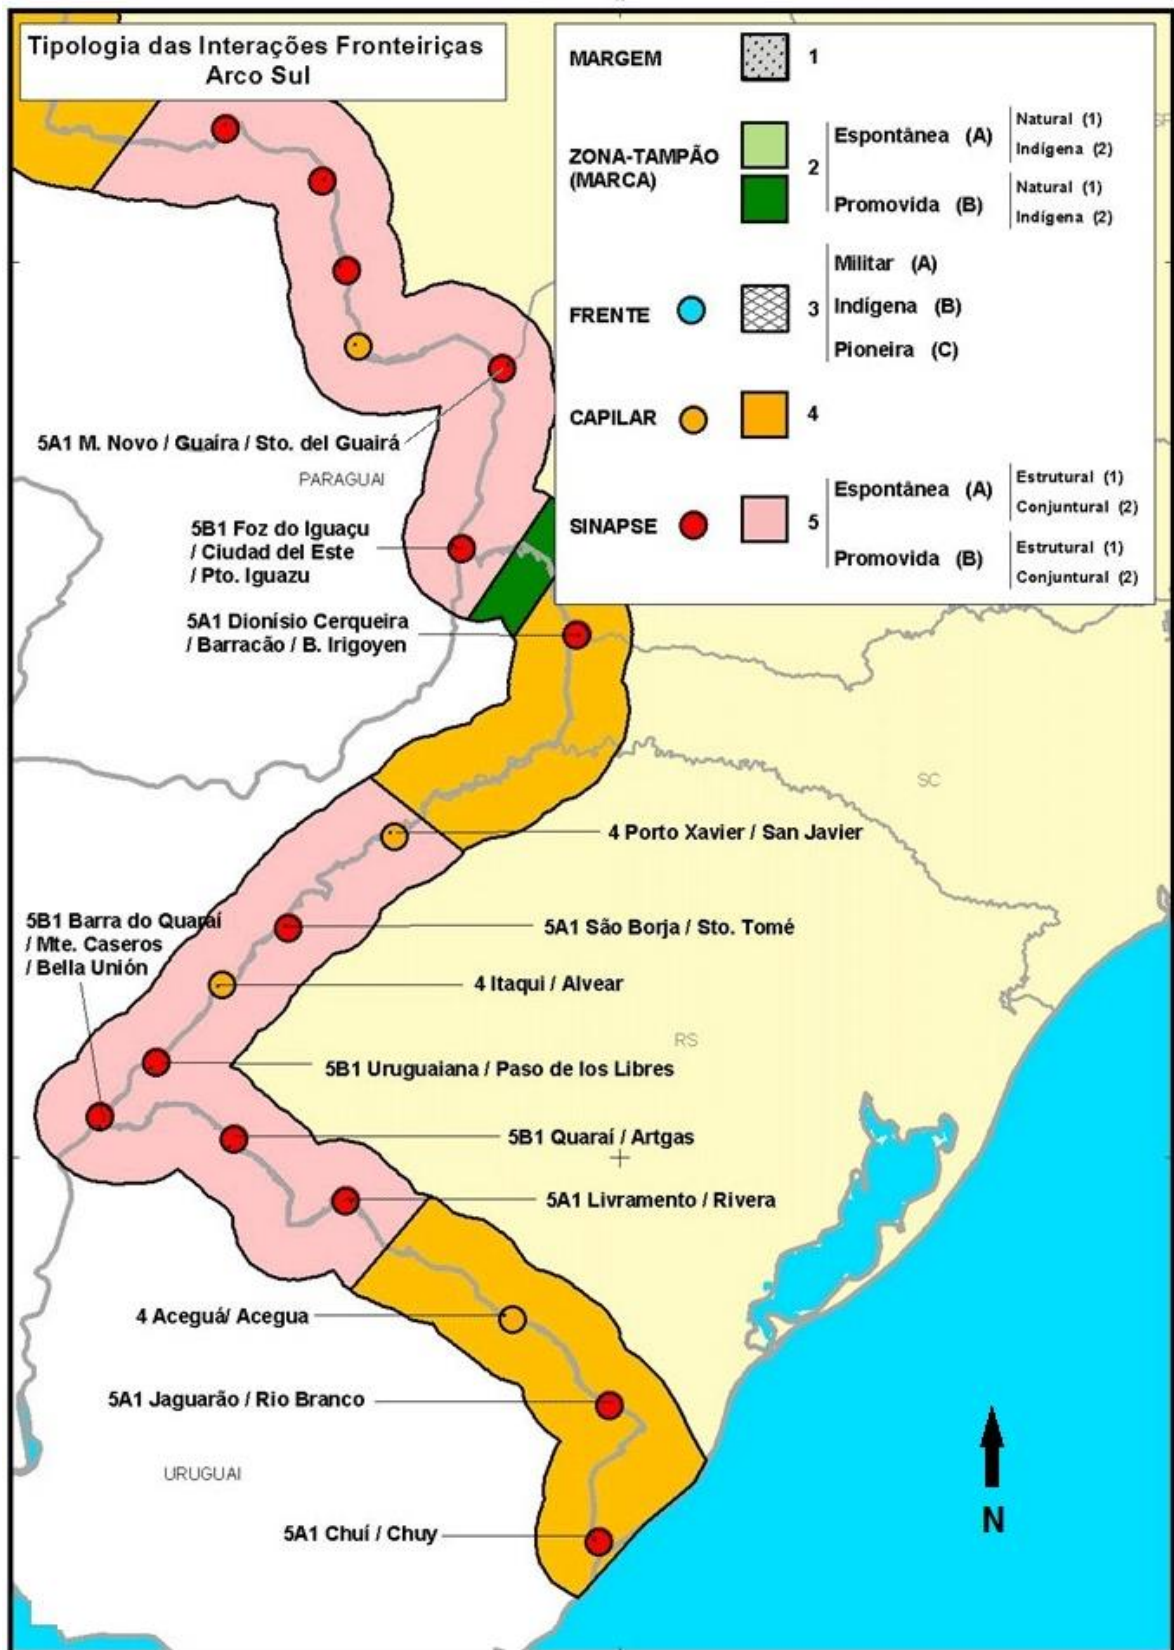 Tipologia das Interações Fronteiriças
Arco Sul
MARGEM
1
ZONA-TAMPÃO
(MARCA)
2
Espontânea (A)
Natural (1)
Indígena (2)
Promovida (B)
Natural (1)
Indígena (2)
FRENTE
3
Militar (A)
Indígena (B)
Pioneira (C)
CAPILAR
4
SINAPSE
5
Espontânea (A)
Estrutural (1)
Conjuntural (2)
Promovida (B)
Estrutural (1)
Conjuntural (2)
SP
5A1 M. Novo / Guaíra / Sto. del Guairá
PARAGUAI
5B1 Foz do Iguaçu
/ Ciudad del Este
/ Pto. Iguazu
5A1 Dionísio Cerqueira
/ Barracão / B. Irigoyen
SC
4 Porto Xavier / San Javier
5B1 Barra do Quaraí
/ Mte. Caseros
/ Bella Unión
5A1 São Borja / Sto. Tomé
4 Itaqui / Alvear
RS
5B1 Uruguaiana / Paso de los Libres
5B1 Quaraí / Artgas
5A1 Livramento / Rivera
4 Aceguá/ Acegua
5A1 Jaguarão / Rio Branco
URUGUAI
5A1 Chuí / Chuy
N